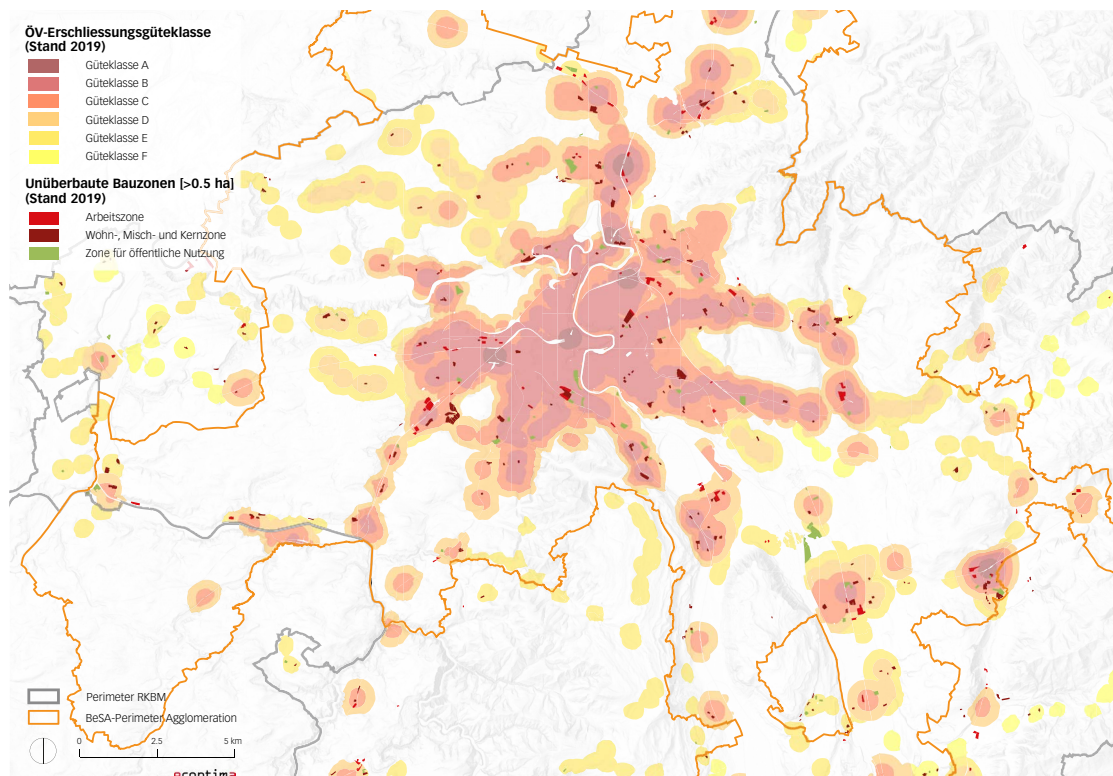 ÖV-Erschliessungsgüteklasse
(Stand 2019)
Güteklasse A
Güteklasse B
Güteklasse C
Güteklasse D
Güteklasse E
Güteklasse F
Unüberbaute Bauzonen [>0.5 ha]
(Stand 2019)
Arbeitszone
Wohn-, Misch- und Kernzone
Zone für öffentliche Nutzung
Perimeter RKBM
BeSA-Perimeter Agglomeration
0 2.5 5 km